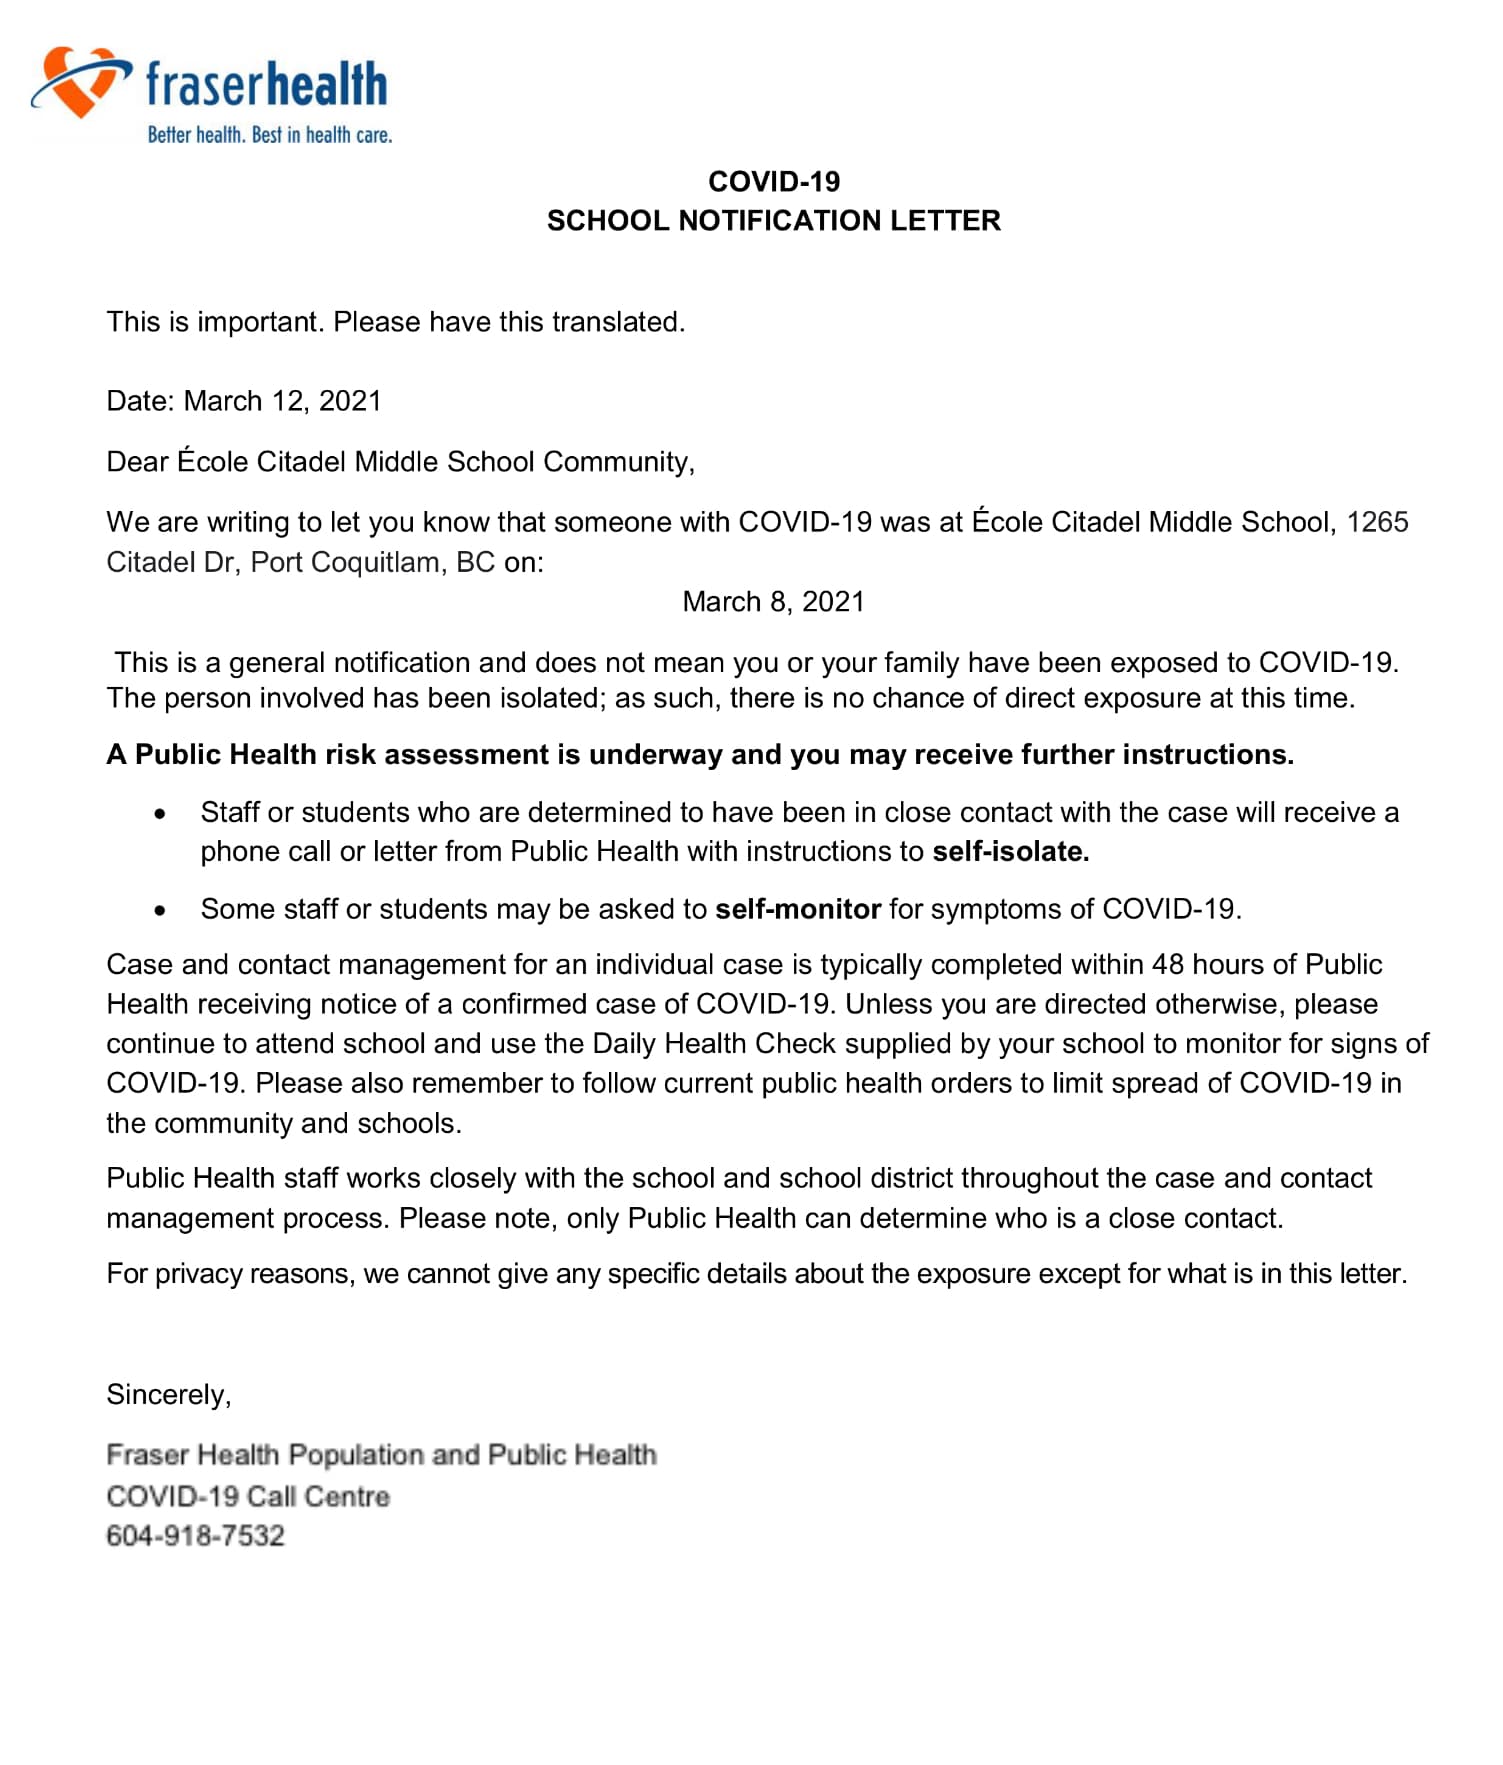 fraserhealth
Better health. Best in health care.
COVID-19
SCHOOL NOTIFICATION LETTER
This is important. Please have this translated.
Date: March 12, 2021
Dear École Citadel Middle School Community,
We are writing to let you know that someone with COVID-19 was at École Citadel Middle School, 1265
Citadel Dr, Port Coquitlam, BC on:
March 8, 2021
This is a general notification and does not mean you or your family have been exposed to COVID-19.
The person involved has been isolated; as such, there is no chance of direct exposure at this time.
A Public Health risk assessment is underway and you may receive further instructions.
• Staff or students who are determined to have been in close contact with the case will receive a
phone call or letter from Public Health with instructions to self-isolate.
• Some staff or students may be asked to self-monitor for symptoms of COVID-19.
Case and contact management for an individual case is typically completed within 48 hours of Public
Health receiving notice of a confirmed case of COVID-19. Unless you are directed otherwise, please
continue to attend school and use the Daily Health Check supplied by your school to monitor for signs of
COVID-19. Please also remember to follow current public health orders to limit spread of COVID-19 in
the community and schools.
Public Health staff works closely with the school and school district throughout the case and contact
management process. Please note, only Public Health can determine who is a close contact.
For privacy reasons, we cannot give any specific details about the exposure except for what is in this letter.
Sincerely,
Fraser Health Population and Public Health
COVID-19 Call Centre
604-918-7532